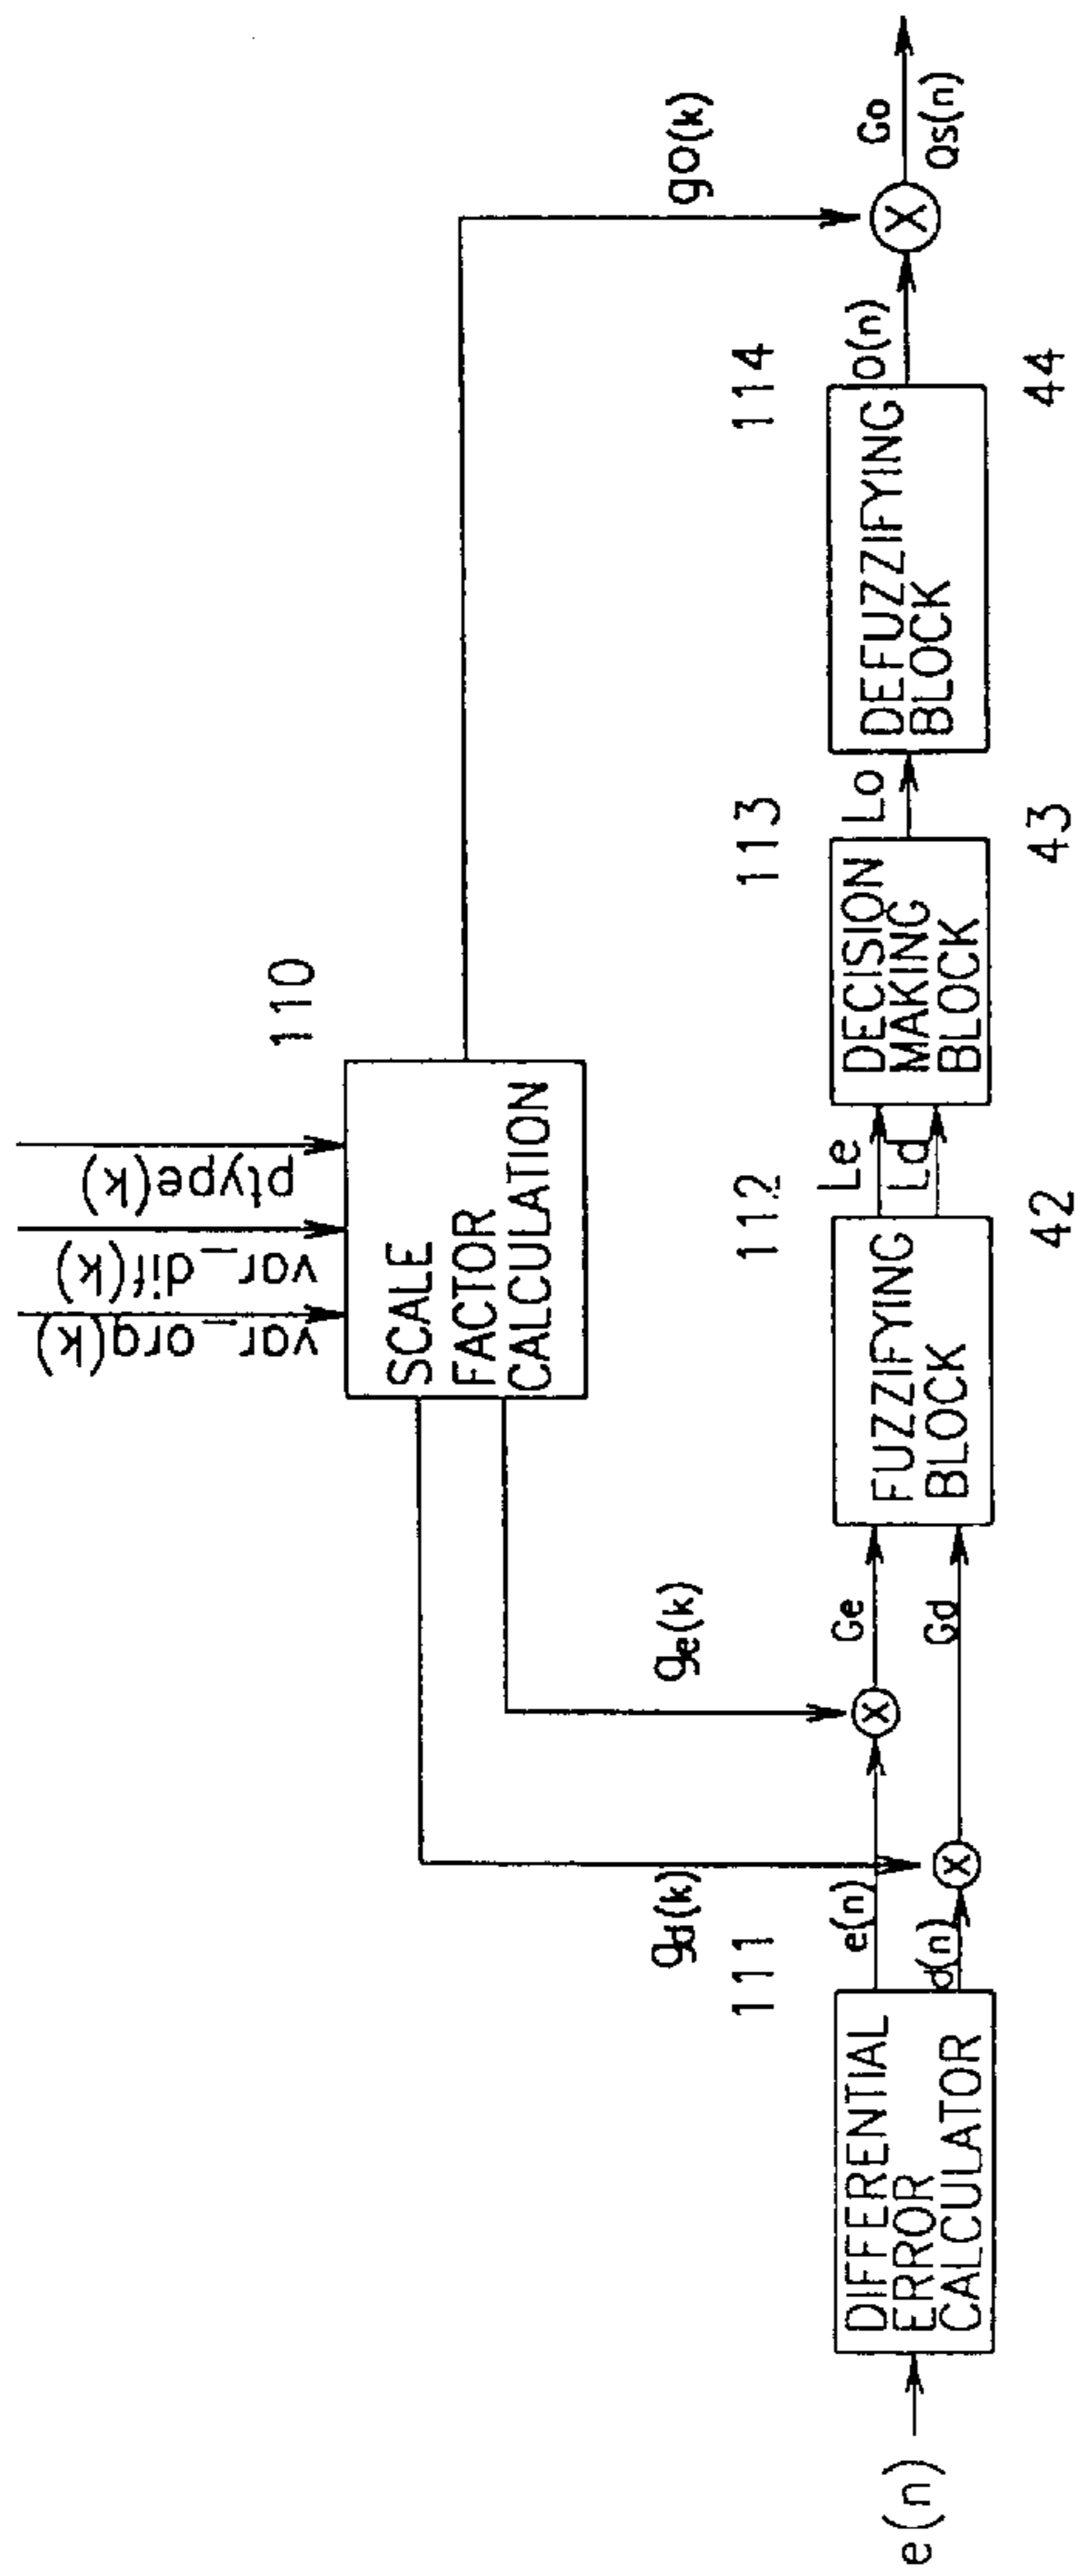 var_org(k)
var_dif(k)
ptype(k)
110
SCALE
FACTOR
CALCULATION
gd(k)
ge(k)
go(k)
111
112
113
114
e(n)
DIFFERENTIAL
ERROR
CALCULATOR
e(n)
d(n)
X
X
Ge
Gd
FUZZIFYING
BLOCK
Le
Ld
DECISION
MAKING
BLOCK
Lo
DEFUZZIFYING
BLOCK
O(n)
X
Go
Qs(n)
42
43
44